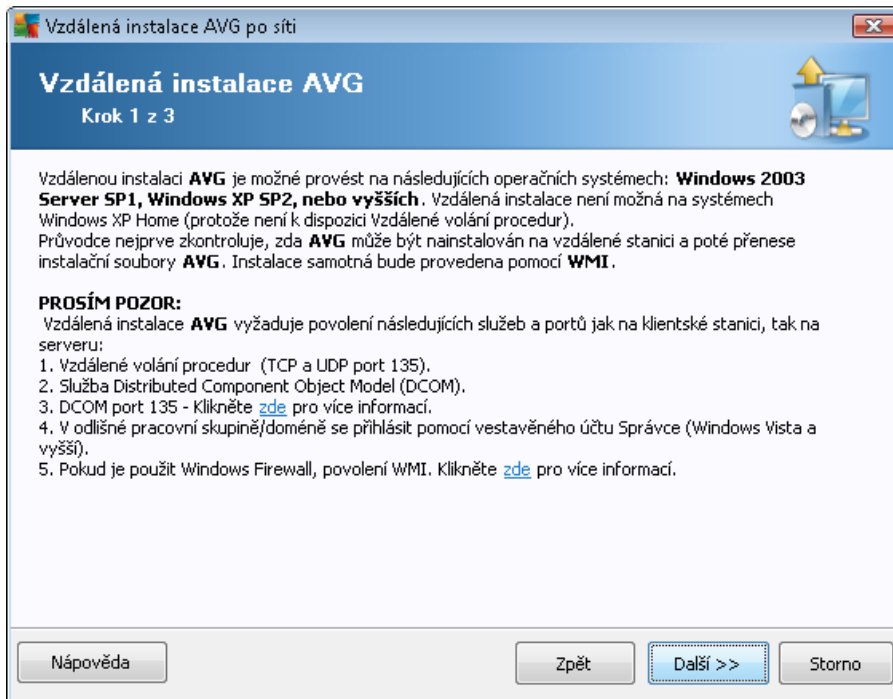 Vzdálená instalace AVG po síti
Vzdálená instalace AVG
Krok 1 z 3
Vzdálenou instalaci AVG je možné provést na následujících operačních systémech: Windows 2003
Server SP1, Windows XP SP2, nebo vyšších. Vzdálená instalace není možná na systémech
Windows XP Home (protože není k dispozici Vzdálené volání procedur).
Průvodce nejprve zkontroluje, zda AVG může být nainstalován na vzdálené stanici a poté přenese
instalační soubory AVG. Instalace samotná bude provedena pomocí WMI.
PROSÍM POZOR:
Vzdálená instalace AVG vyžaduje povolení následujících služeb a portů jak na klientské stanici, tak na
serveru:
1. Vzdálené volání procedur (TCP a UDP port 135).
2. Služba Distributed Component Object Model (DCOM).
3. DCOM port 135 - Klikněte zde pro více informací.
4. V odlišné pracovní skupině/doméně se přihlásit pomocí vestavěného účtu Správce (Windows Vista a
vyšší).
5. Pokud je použit Windows Firewall, povolení WMI. Klikněte zde pro více informací.
Nápověda
Zpět
Další >>
Storno